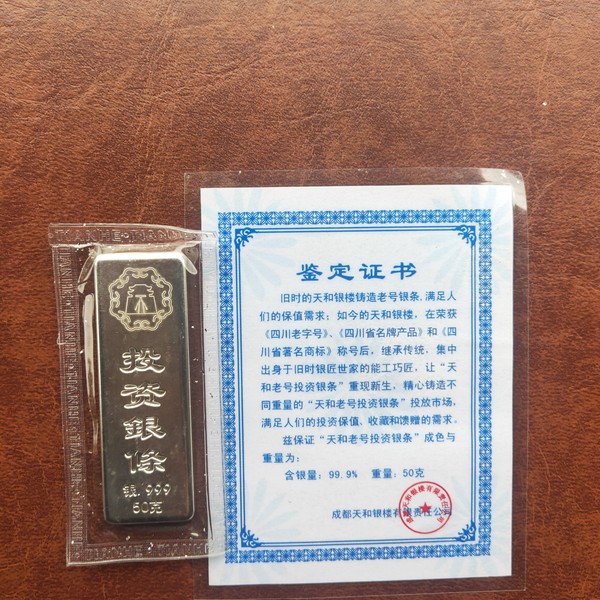 投
资
銀
條
银.999
50克
鉴定证书
旧时的天和银楼铸造老号银条,满足人
们的保值需求；如今的天和银楼，在荣获
《四川老字号》、《四川省名牌产品》和《四
川省著名商标》称号后，继承传统，集中
出身于旧时银匠世家的能工巧匠，让“天
和老号投资银条”重现新生，精心铸造不
同重量的“天和老号投资银条”投放市场，
满足人们的投资保值、收藏和馈赠的需求。
兹保证“天和老号投资银条”成色与
重量为：
含银量：99.9% 重量：50克
成都天和银楼有限责任公司